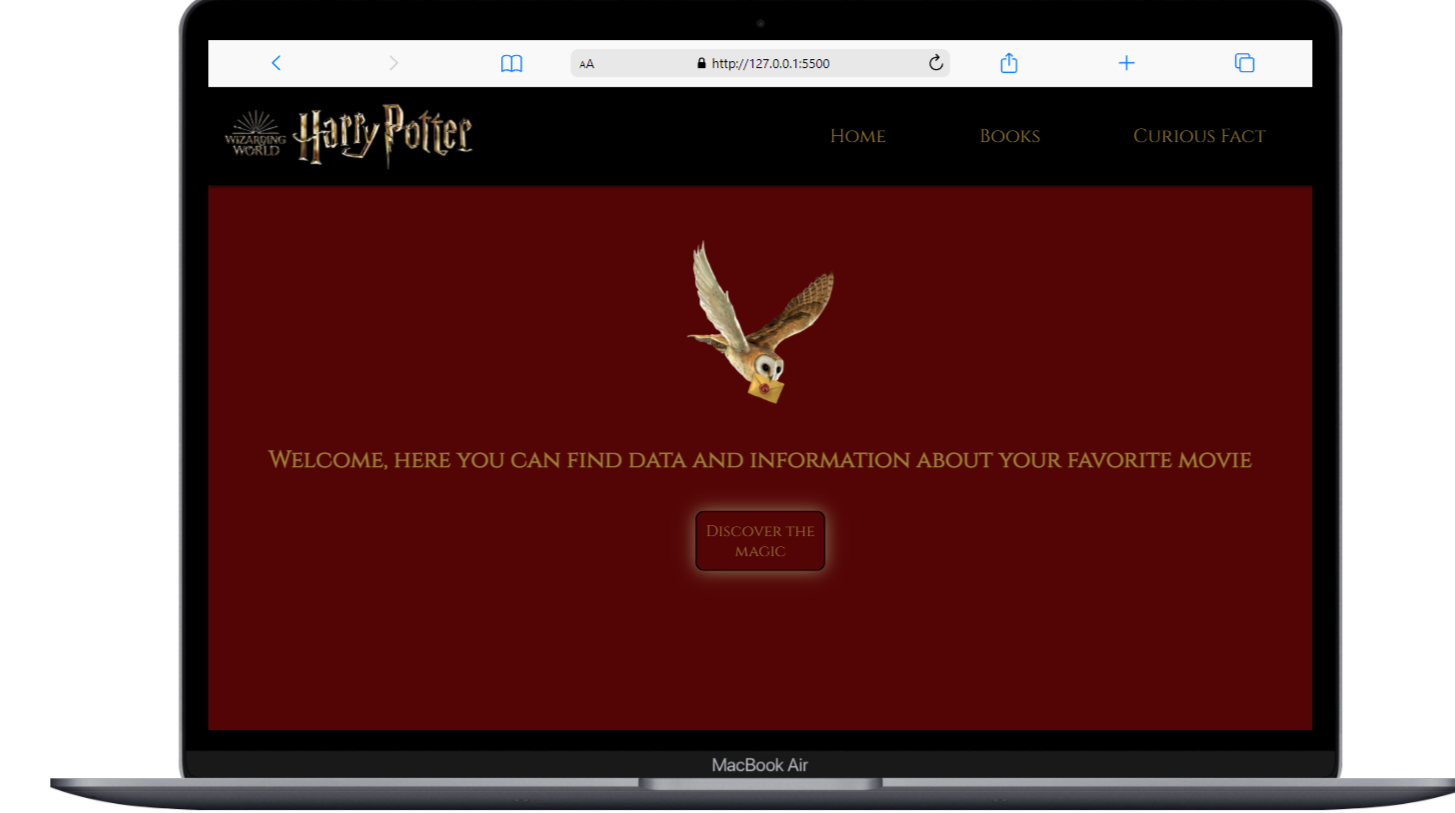 AA
http://127.0.0.1:5500
WIZARDING
WORLD
Harry Potter
Home
Books
Curious Fact
Welcome, here you can find data and information about your favorite movie
Discover the
magic
MacBook Air